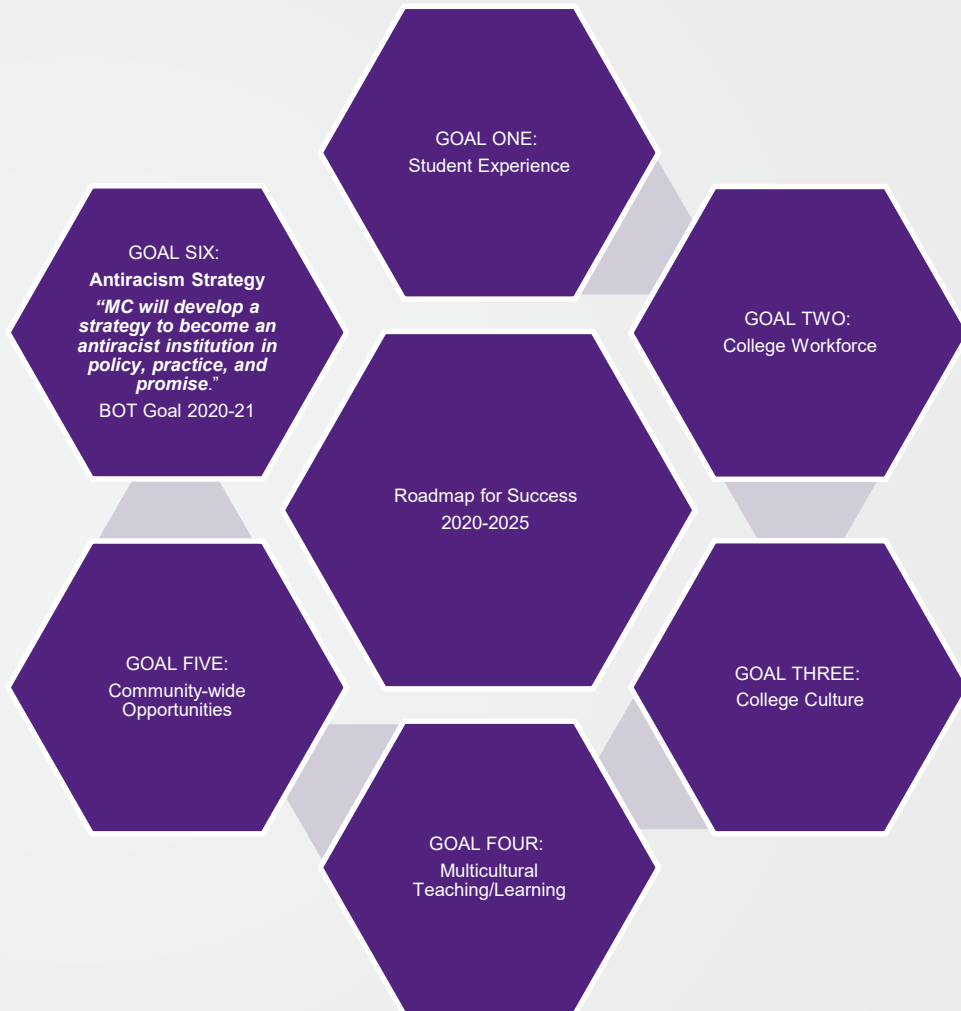 GOAL ONE:
Student Experience
GOAL TWO:
College Workforce
GOAL THREE:
College Culture
GOAL FOUR:
Multicultural
Teaching/Learning
GOAL FIVE:
Community-wide
Opportunities
GOAL SIX:
Antiracism Strategy
“MC will develop a
strategy to become an
antiracist institution in
policy, practice, and
promise.”
BOT Goal 2020-21
Roadmap for Success
2020-2025